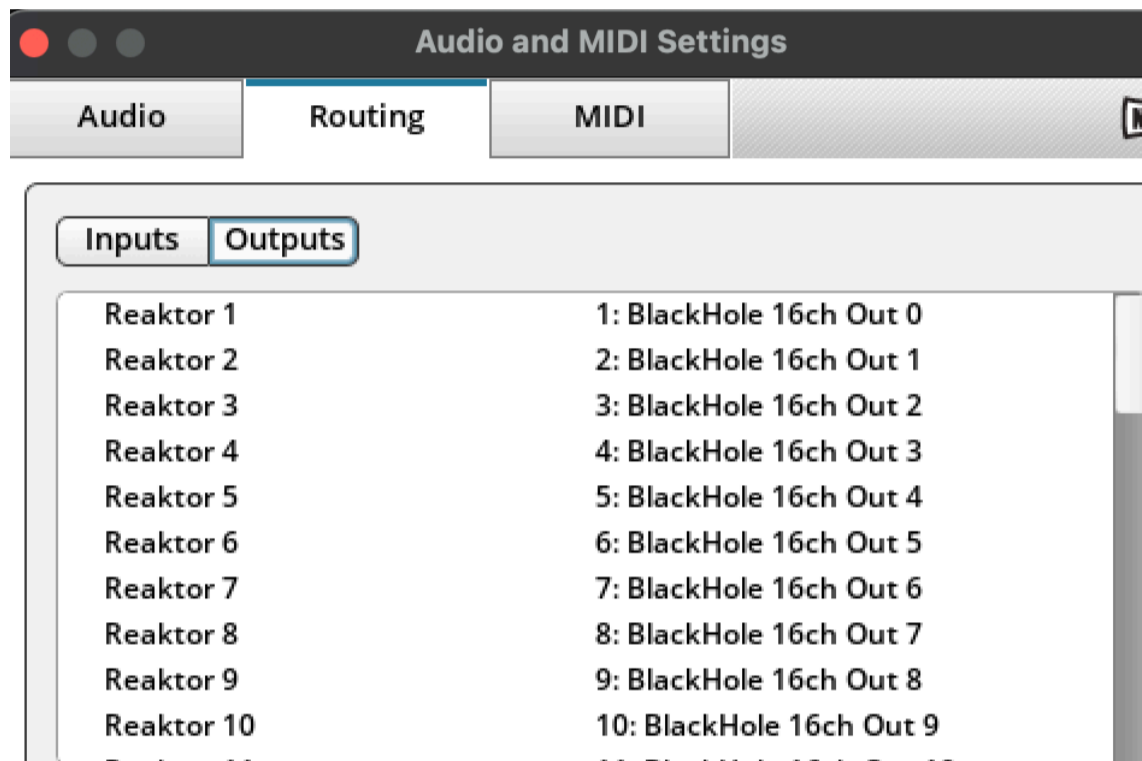 Audio and MIDI Settings
Audio Routing MIDI
Inputs Outputs
Reaktor 1 1: BlackHole 16ch Out 0
Reaktor 2 2: BlackHole 16ch Out 1
Reaktor 3 3: BlackHole 16ch Out 2
Reaktor 4 4: BlackHole 16ch Out 3
Reaktor 5 5: BlackHole 16ch Out 4
Reaktor 6 6: BlackHole 16ch Out 5
Reaktor 7 7: BlackHole 16ch Out 6
Reaktor 8 8: BlackHole 16ch Out 7
Reaktor 9 9: BlackHole 16ch Out 8
Reaktor 10 10: BlackHole 16ch Out 9